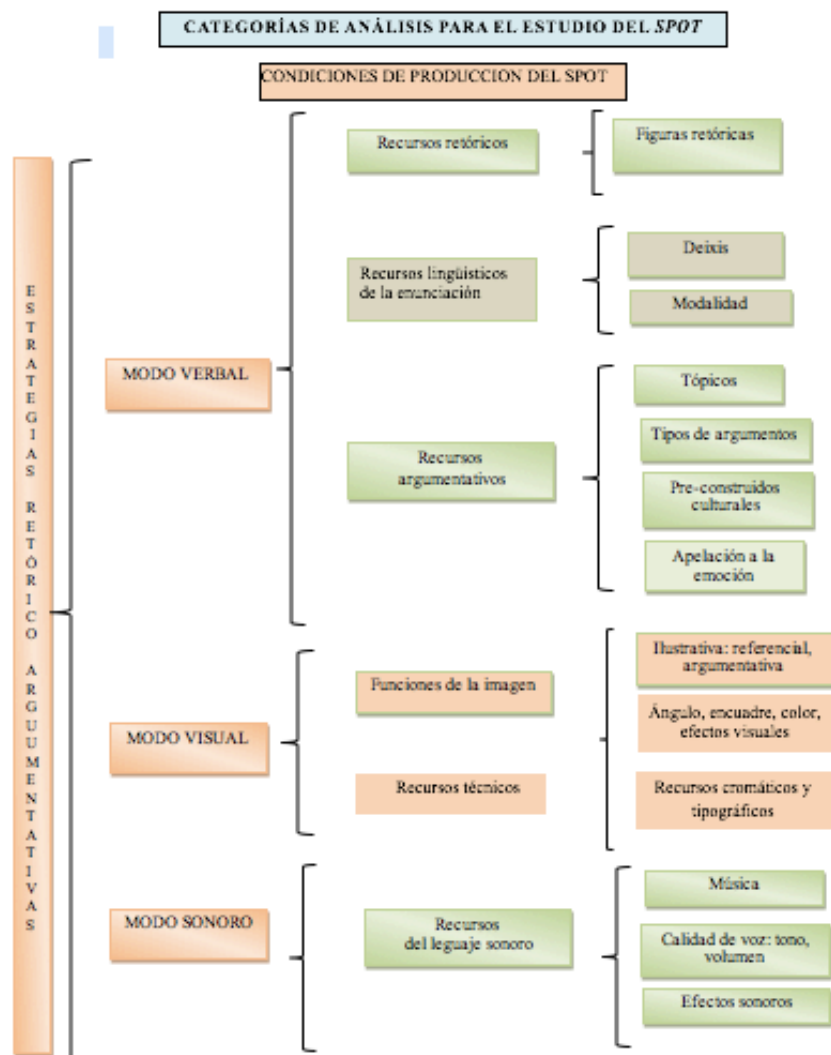 CATEGORÍAS DE ANÁLISIS PARA EL ESTUDIO DEL SPOT
CONDICIONES DE PRODUCCION DEL SPOT
ESTRATEGIAS RETÓRICO ARGUUMENTATIVAS
MODO VERBAL
Recursos retóricos
Figuras retóricas
Recursos lingüísticos
de la enunciación
Deixis
Modalidad
Recursos
argumentativos
Tópicos
Tipos de argumentos
Pre-construidos
culturales
Apelación a la
emoción
MODO VISUAL
Funciones de la imagen
Recursos técnicos
Ilustrativa: referencial,
argumentativa
Ángulo, encuadre, color,
efectos visuales
Recursos cromáticos y
tipográficos
MODO SONORO
Recursos
del leguaje sonoro
Música
Calidad de voz: tono,
volumen
Efectos sonoros